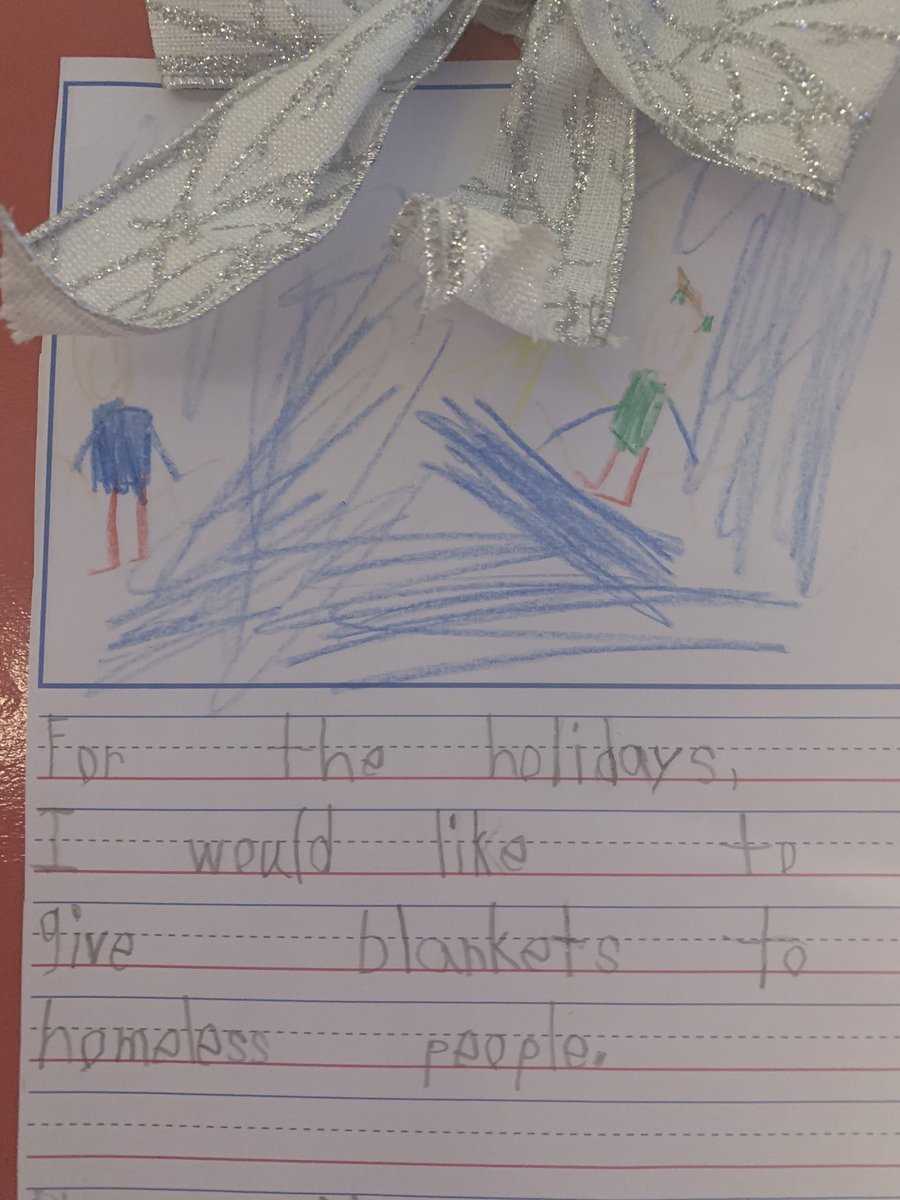 For the holidays,
I would like to
give blankets to
homeless people.